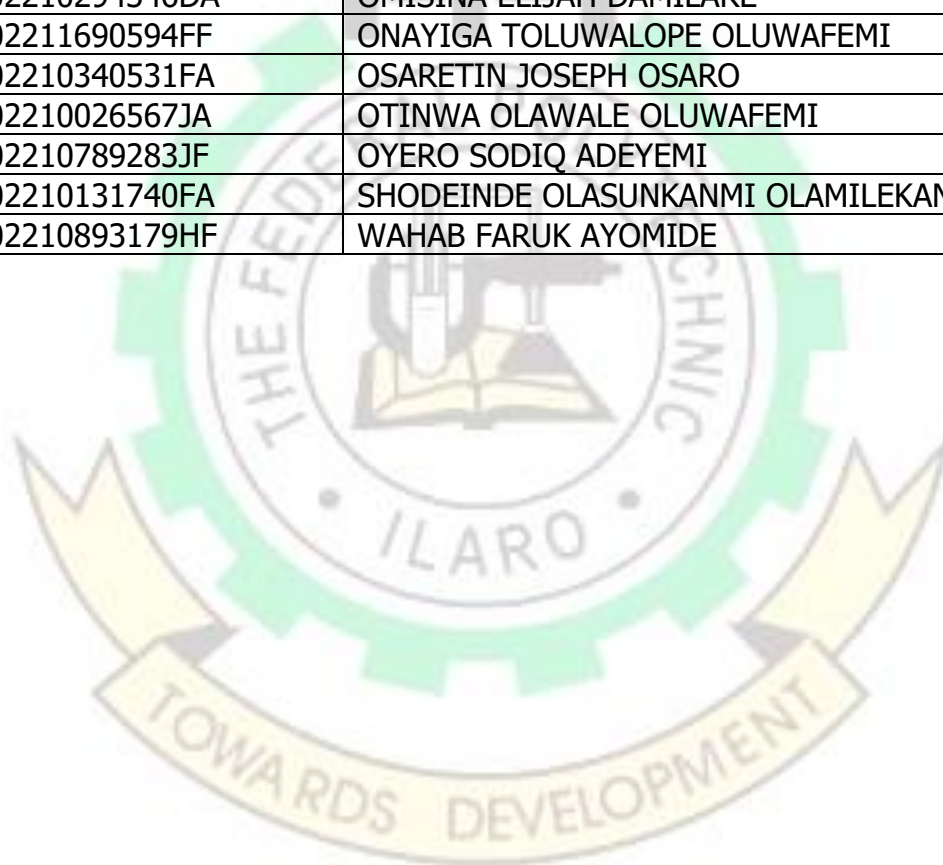 02211690594FF ONAYIGA TOLUWALOPE OLUWAFEMI
02210340531FA OSARETIN JOSEPH OSARO
02210026567JA OTINWA OLAWALE OLUWAFEMI
02210789283JF OYERO SODIQ ADEYEMI
02210131740FA SHODEINDE OLASUNKANMI OLAMILEKAN
02210893179HF WAHAB FARUK AYOMIDE
THE FEDERAL POLYTECHNIC
ILARO
TOWARDS DEVELOPMENT